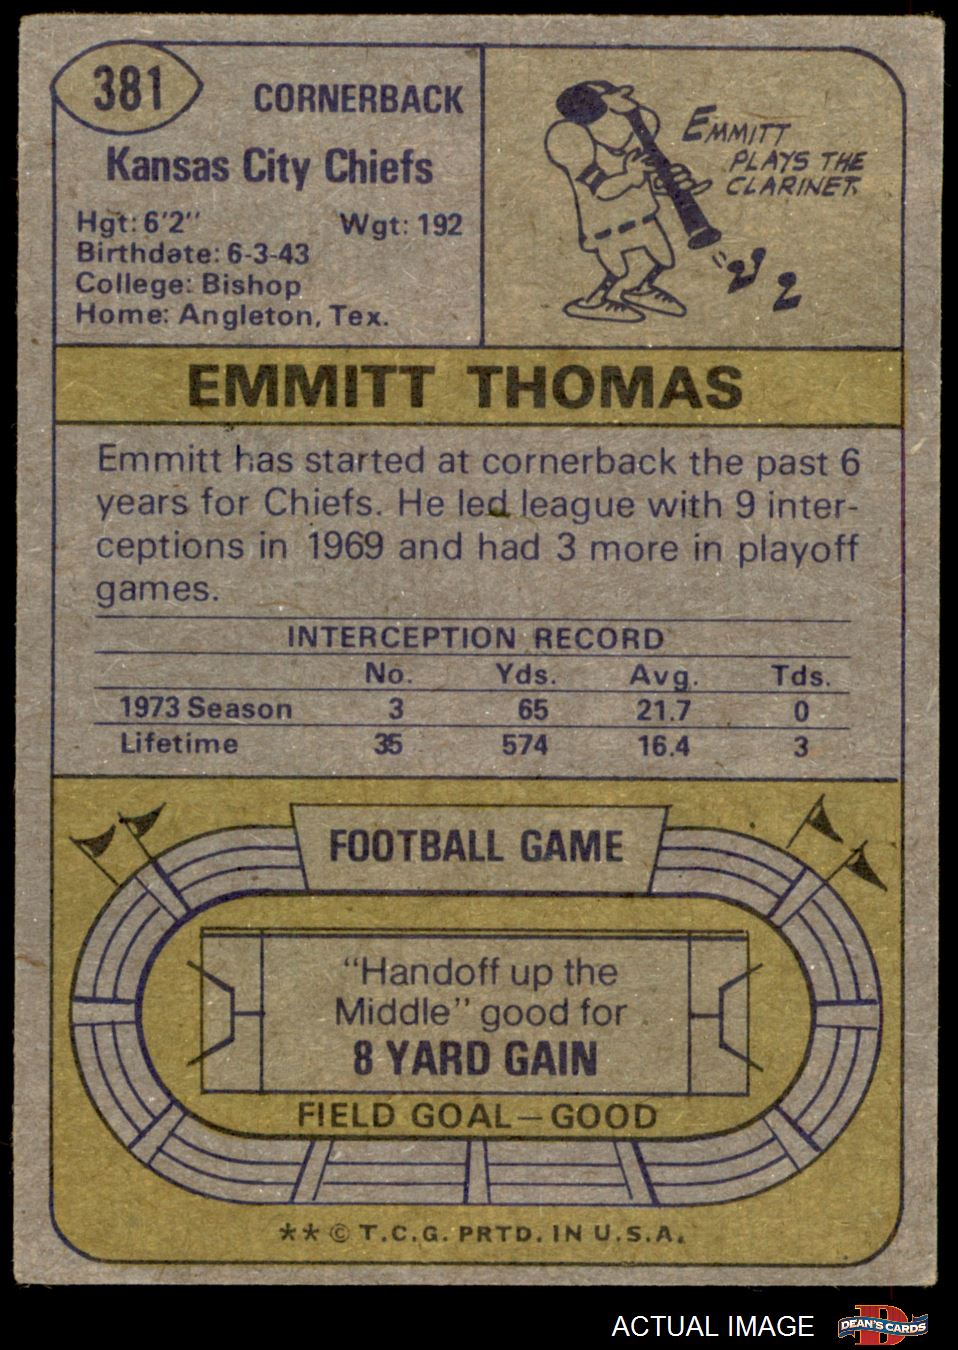 381
CORNERBACK
Kansas City Chiefs
Hgt: 6'2" Wgt: 192
Birthdate: 6-3-43
College: Bishop
Home: Angleton, Tex.
EMMITT
PLAYS THE
CLARINET.
EMMITT THOMAS
Emmitt has started at cornerback the past 6
years for Chiefs. He led league with 9 inter-
ceptions in 1969 and had 3 more in playoff
games.
INTERCEPTION RECORD
No. Yds. Avg. Tds.
1973 Season 3 65 21.7 0
Lifetime 35 574 16.4 3
FOOTBALL GAME
"Handoff up the
Middle" good for
8 YARD GAIN
FIELD GOAL—GOOD
** © T.C.G. PRTD. IN U.S.A.
ACTUAL IMAGE
DEAN'S CARDS